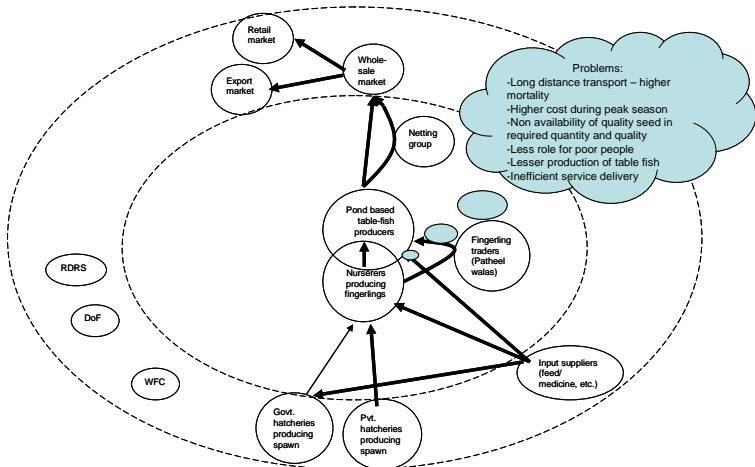 Retail
market
Export
market
Whole-
sale
market
Problems:
-Long distance transport – higher
mortality
-Higher cost during peak season
-Non availability of quality seed in
required quantity and quality
-Less role for poor people
-Lesser production of table fish
-Inefficient service delivery
Netting
group
Pond based
table-fish
producers
Fingerling
traders
(Patheel
walas)
Nurserers
producing
fingerlings
RDRS
DoF
WFC
Input suppliers
(feed/
medicine, etc.)
Govt.
hatcheries
producing
spawn
Pvt.
hatcheries
producing
spawn